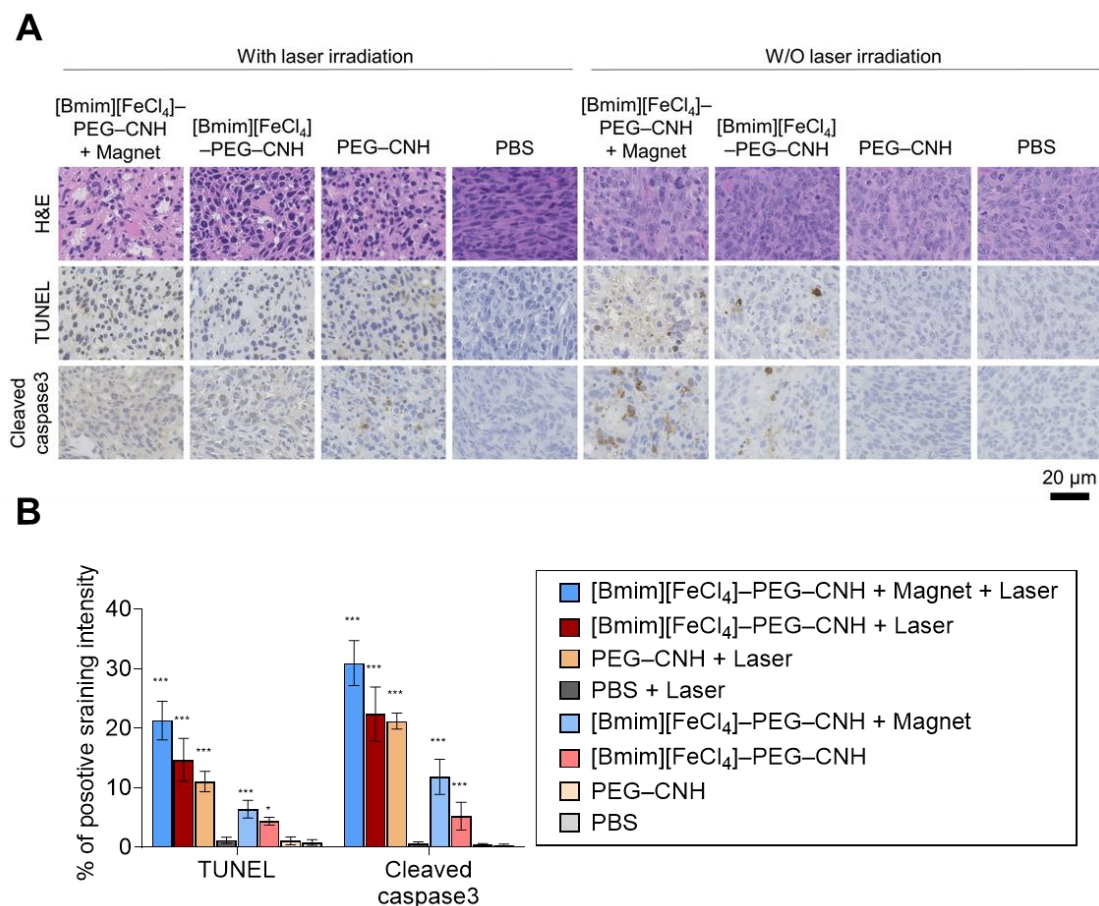 A
With laser irradiation
W/O laser irradiation
[Bmim][FeCl₄]–
PEG–CNH
+ Magnet
[Bmim][FeCl₄]
–PEG–CNH
PEG–CNH
PBS
[Bmim][FeCl₄]–
PEG–CNH
+ Magnet
[Bmim][FeCl₄]
–PEG–CNH
PEG–CNH
PBS
H&E
TUNEL
Cleaved
caspase3
20 µm
B
% of posotive sraining intensity
40
30
20
10
0
***
***
***
***
*
***
***
***
***
***
TUNEL
Cleaved
caspase3
[Bmim][FeCl₄]–PEG–CNH + Magnet + Laser
[Bmim][FeCl₄]–PEG–CNH + Laser
PEG–CNH + Laser
PBS + Laser
[Bmim][FeCl₄]–PEG–CNH + Magnet
[Bmim][FeCl₄]–PEG–CNH
PEG–CNH
PBS